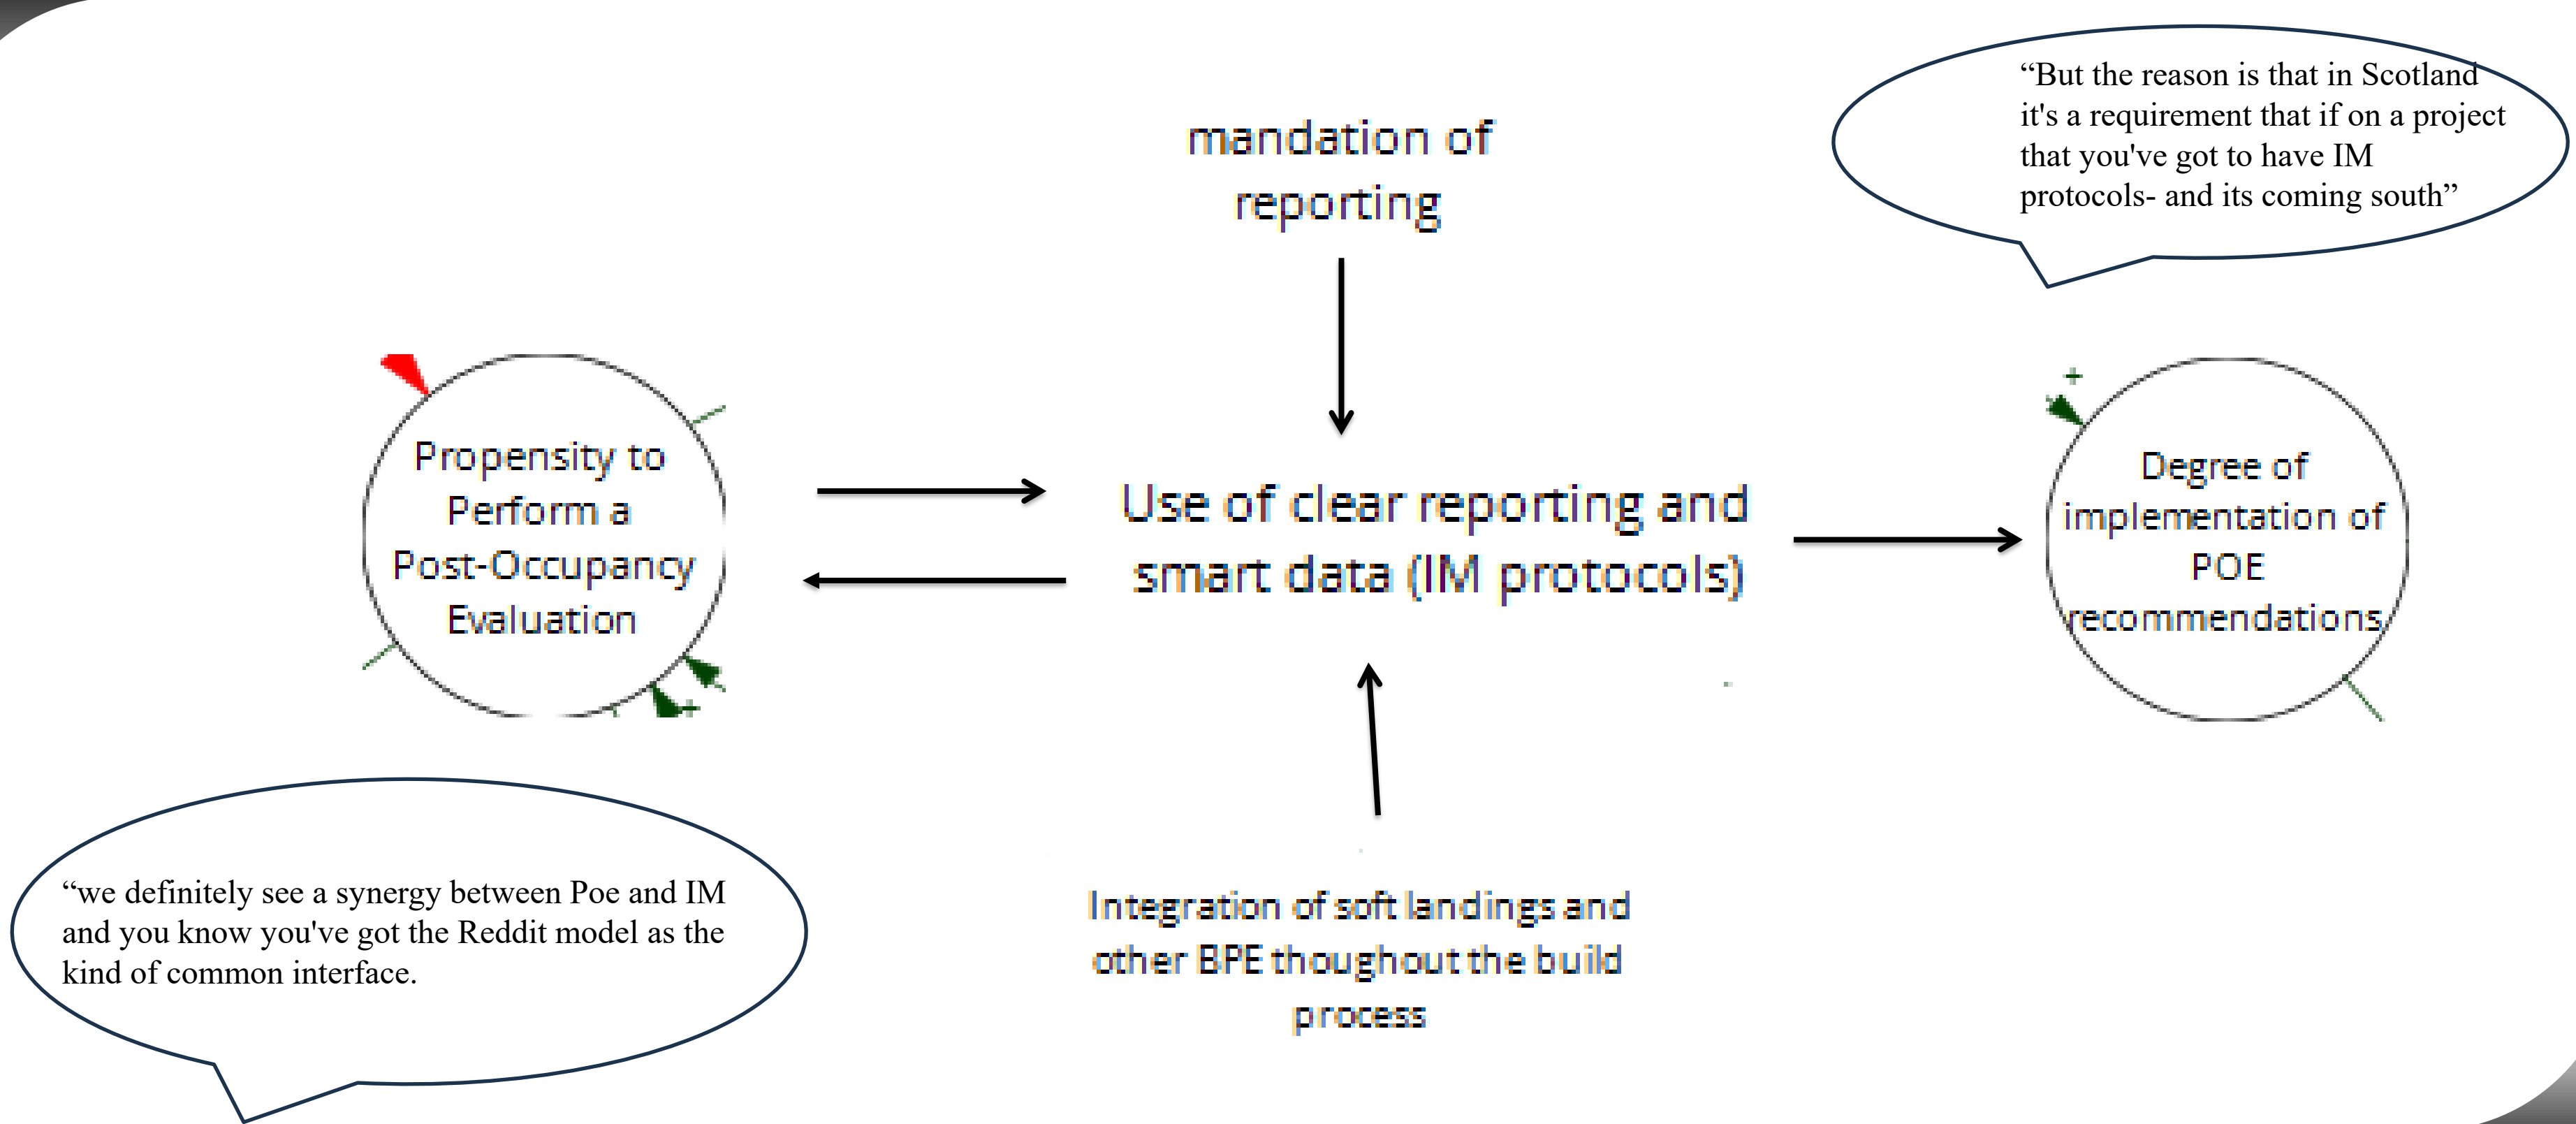 “But the reason is that in Scotland
it's a requirement that if on a project
that you've got to have IM
protocols- and its coming south”
mandation of
reporting
Propensity to
Perform a
Post-Occupancy
Evaluation
Use of clear reporting and
smart data (IM protocols)
+
Degree of
implementation of
POE
recommendations
+
Integration of soft landings and
other BPE thoughout the build
process
“we definitely see a synergy between Poe and IM
and you know you've got the Reddit model as the
kind of common interface.